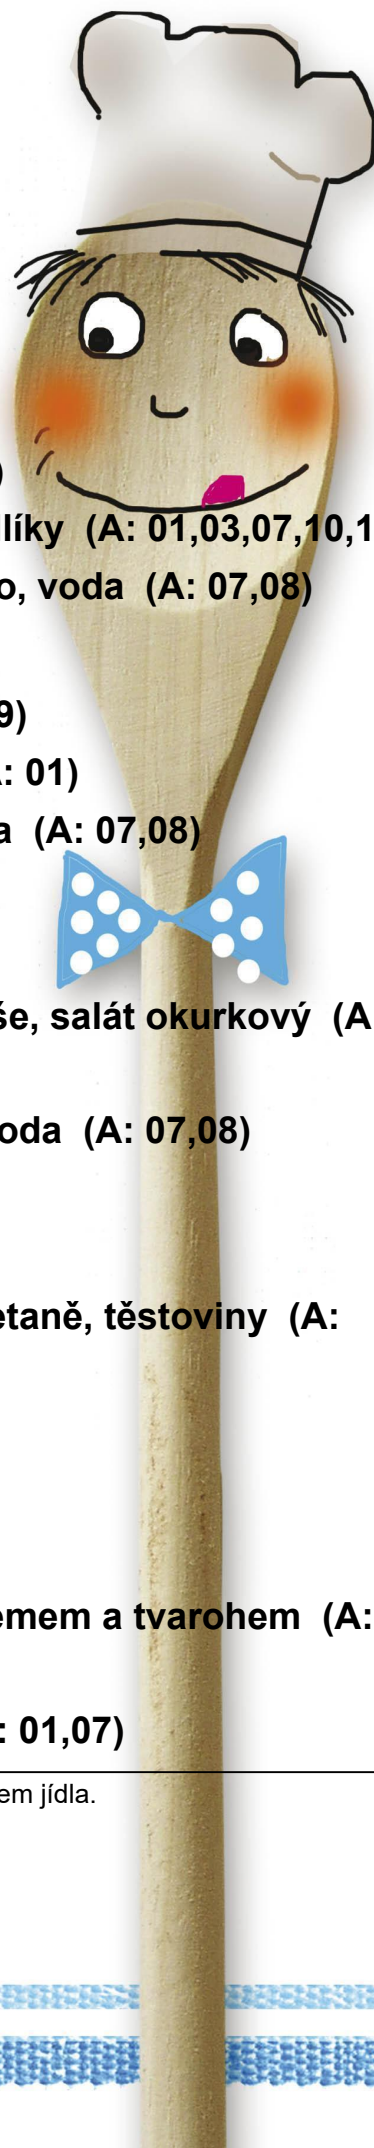 )
líky (A: 01,03,07,10,1
o, voda (A: 07,08)
9)
: 01)
a (A: 07,08)
še, salát okurkový (A
oda (A: 07,08)
etaně, těstoviny (A:
emem a tvarohem (A:
: 01,07)
em jídla.